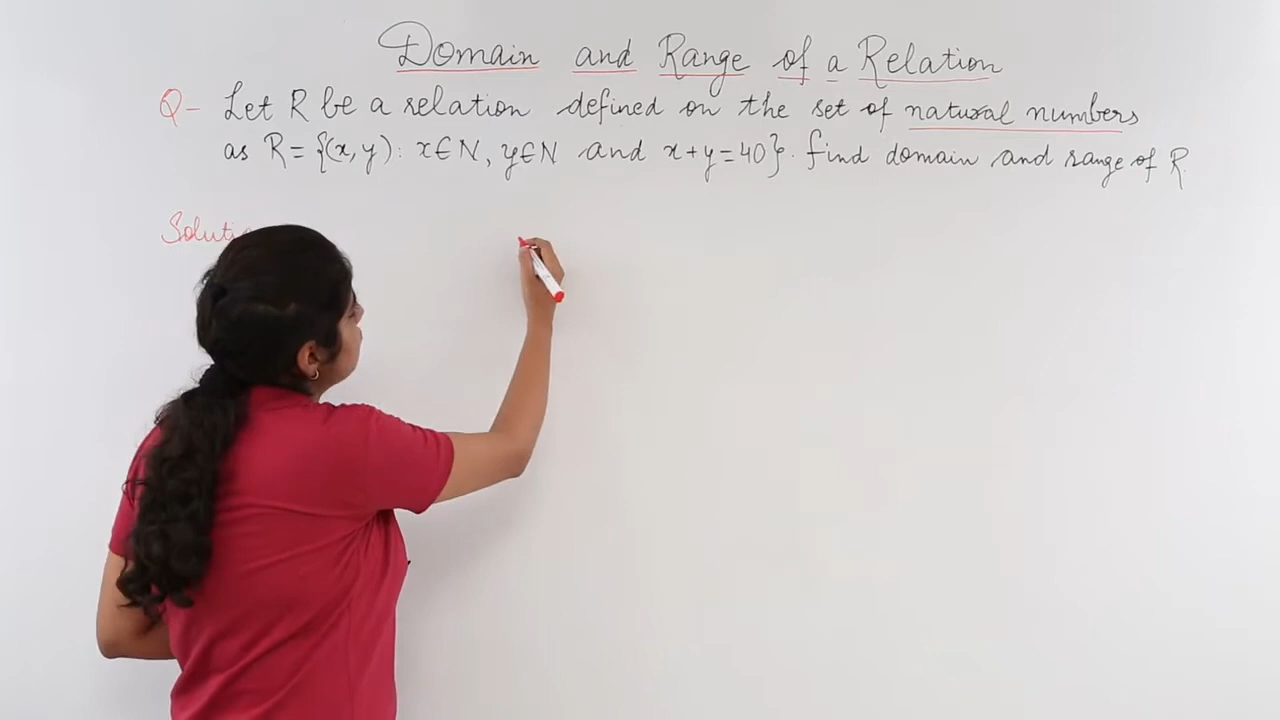 Domain and Range of a Relation
Q- Let R be a relation defined on the set of natural numbers
as R = {(x, y) : x∈N, y∈N and x+y=40}. find domain and range of R.